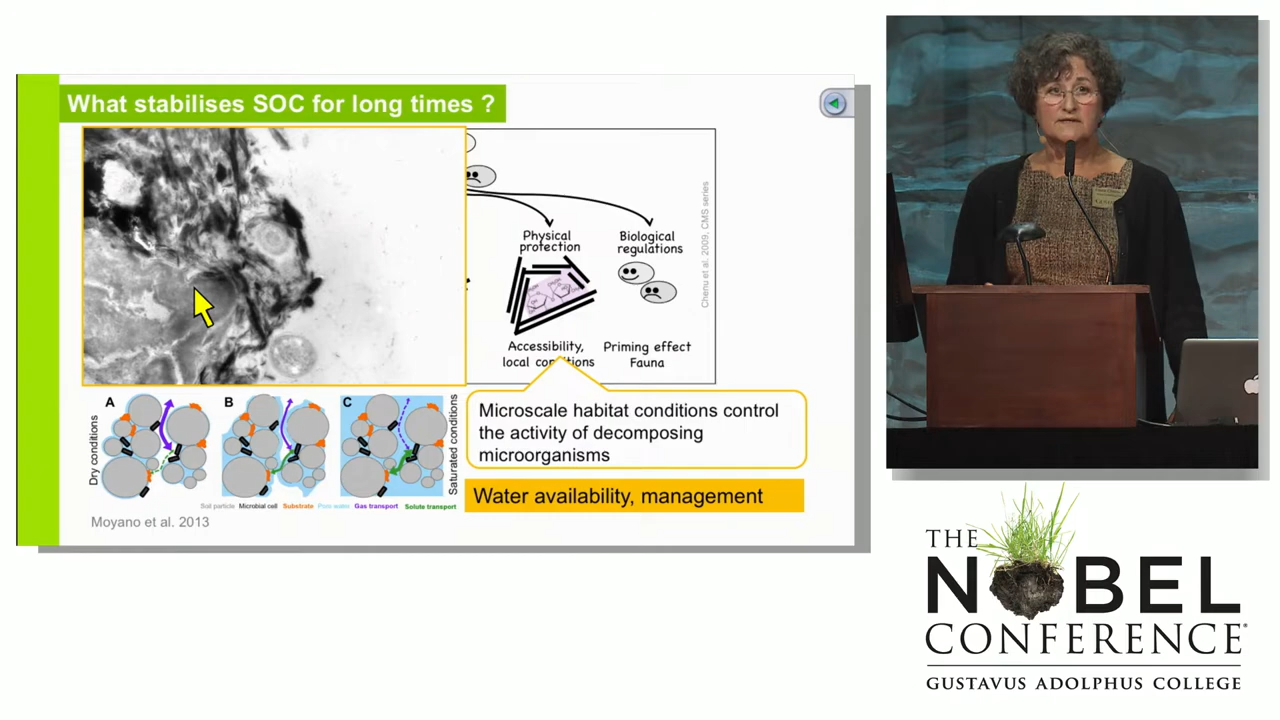 What stabilises SOC for long times ?
Physical
protection
Biological
regulations
Accessibility,
local conditions
Priming effect
Fauna
Chenu et al. 2009, CMS series
A
B
C
Dry conditions
Saturated conditions
Soil particle Microbial cell Substrate Pore water Gas transport Solute transport
Moyano et al. 2013
Microscale habitat conditions control
the activity of decomposing
microorganisms
Water availability, management
THE
NOBEL
CONFERENCE®
GUSTAVUS ADOLPHUS COLLEGE